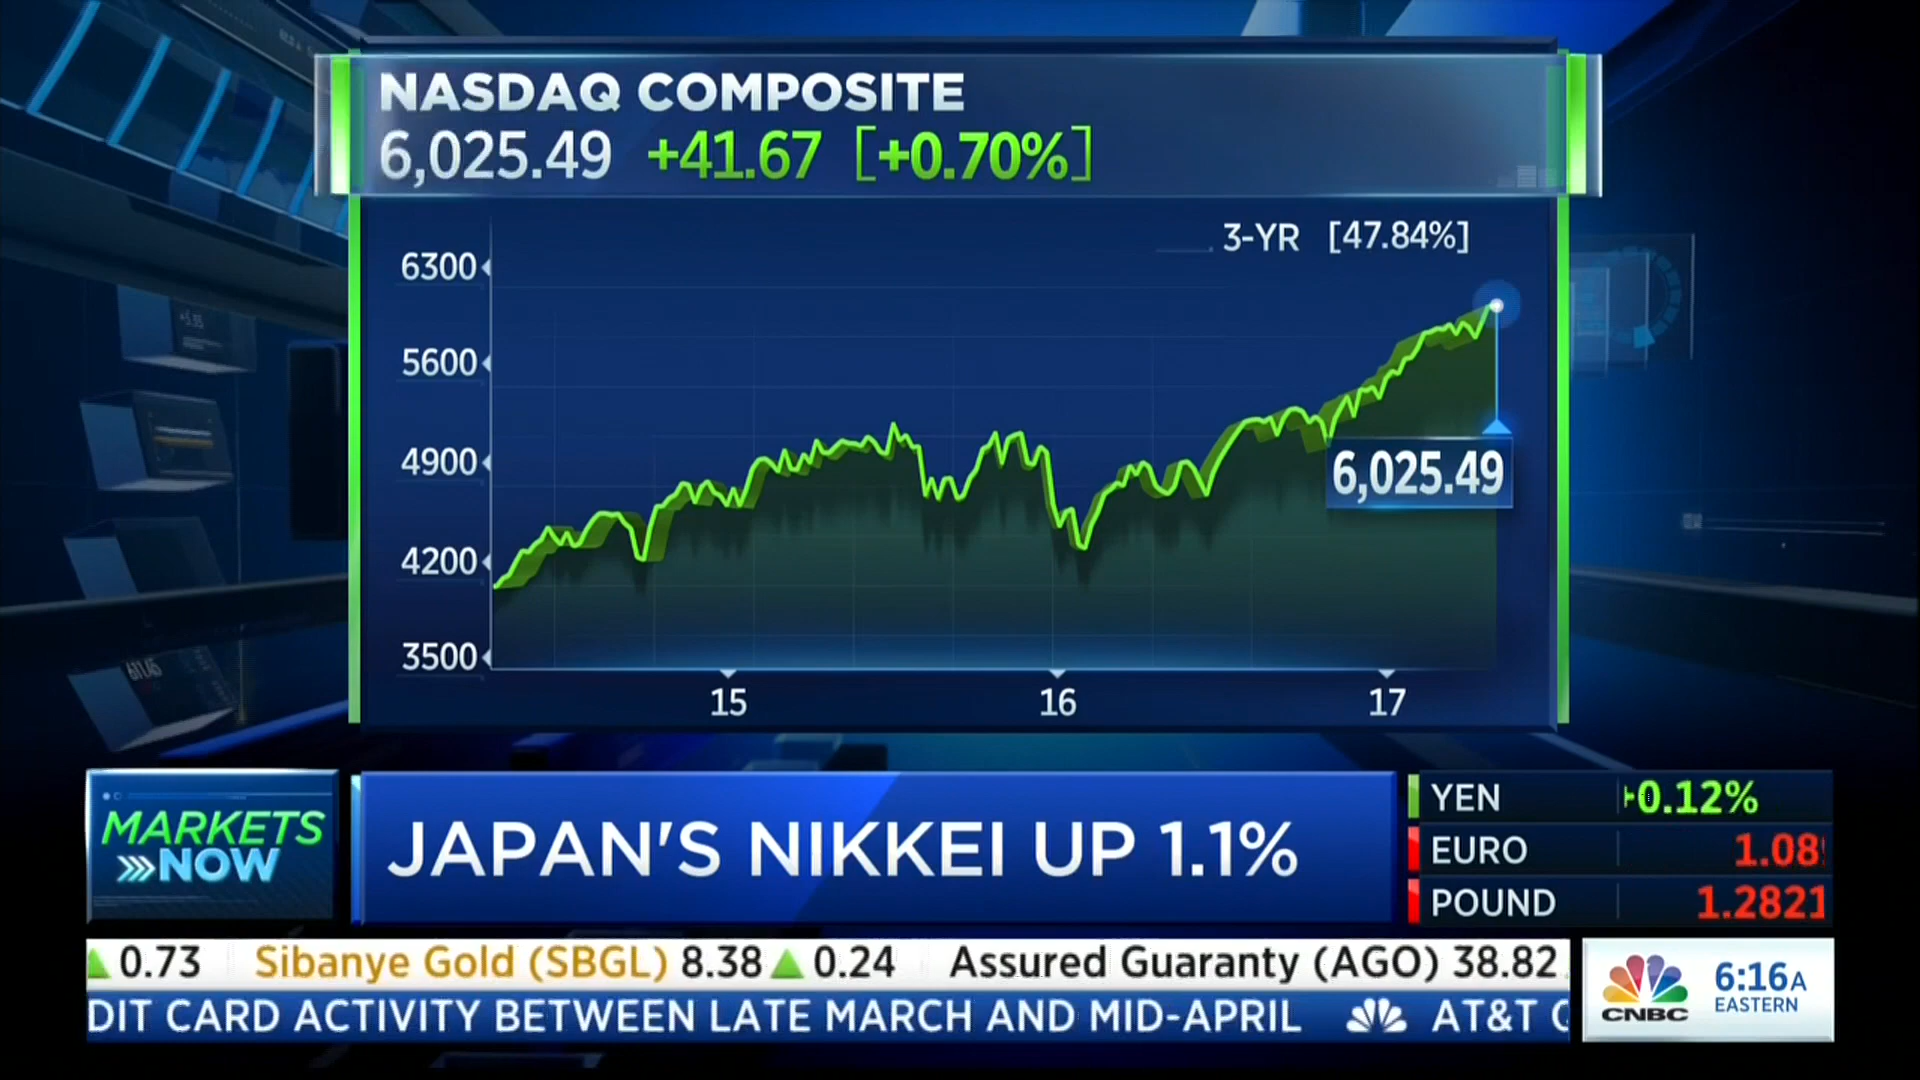 NASDAQ COMPOSITE
6,025.49 +41.67 [+0.70%]
3-YR [47.84%]
6300
5600
4900
4200
3500
6,025.49
15 16 17
MARKETS
NOW
JAPAN'S NIKKEI UP 1.1%
YEN +0.12%
EURO 1.08
POUND 1.2821
0.73 Sibanye Gold (SBGL) 8.38 0.24 Assured Guaranty (AGO) 38.82
DIT CARD ACTIVITY BETWEEN LATE MARCH AND MID-APRIL AT&T
CNBC
6:16A
EASTERN